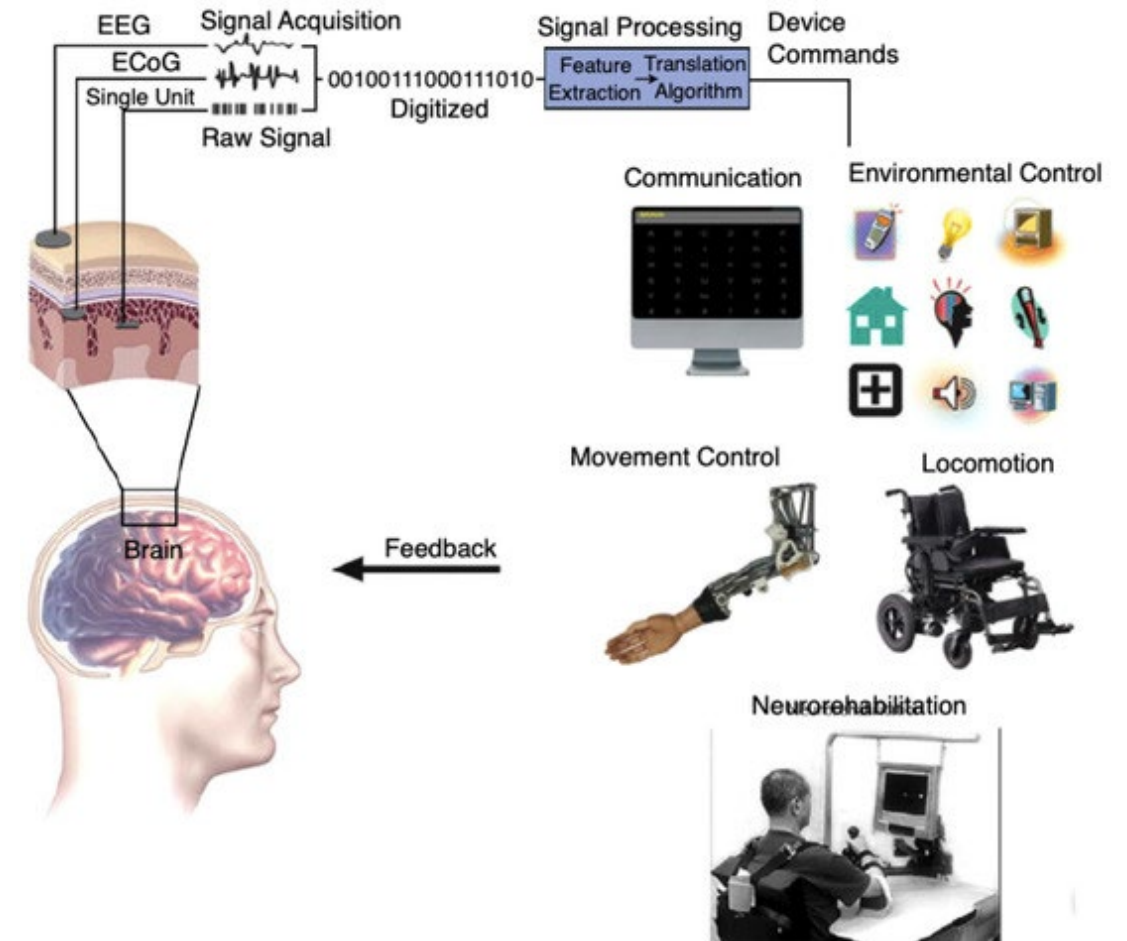 EEG
Signal Acquisition
ECoG
Single Unit
Raw Signal
00100111000111010
Digitized
Signal Processing
Feature Extraction
Translation Algorithm
Device
Commands
Communication
Environmental Control
Movement Control
Locomotion
Brain
Feedback
Neurorehabilitation